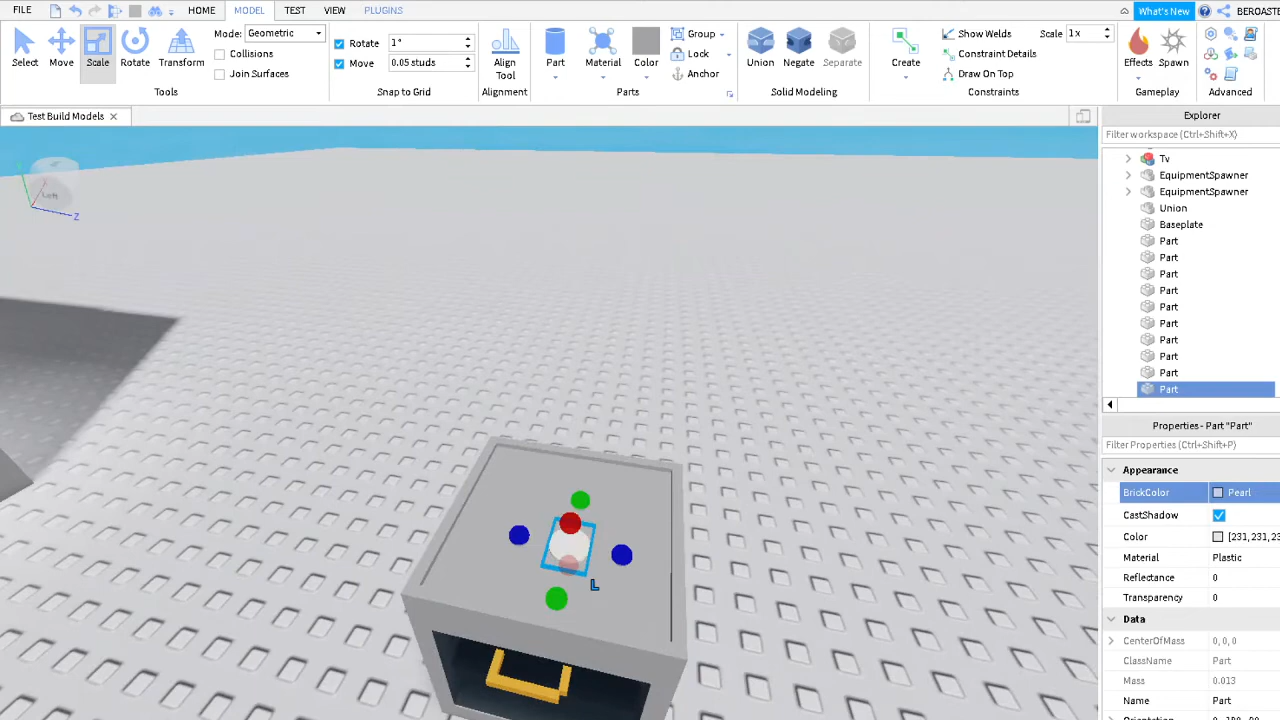 FILE HOME MODEL TEST VIEW PLUGINS What's New BEROASTE
Select Move Scale Rotate Transform
Mode: Geometric
Collisions
Join Surfaces
Tools
Rotate 1°
Move 0.05 studs
Snap to Grid
Align Tool
Alignment
Part Material Color
Group
Lock
Anchor
Parts
Union Negate Separate
Solid Modeling
Create
Show Welds Scale 1x
Constraint Details
Draw On Top
Constraints
Effects Spawn
Gameplay
Advanced
Test Build Models
Left
Z
L
Explorer
Filter workspace (Ctrl+Shift+X)
Tv
EquipmentSpawner
EquipmentSpawner
Union
Baseplate
Part
Part
Part
Part
Part
Part
Part
Part
Part
Part
Properties - Part "Part"
Filter Properties (Ctrl+Shift+P)
Appearance
BrickColor Pearl
CastShadow
Color [231,231,23
Material Plastic
Reflectance 0
Transparency 0
Data
CenterOfMass 0, 0, 0
ClassName Part
Mass 0.013
Name Part